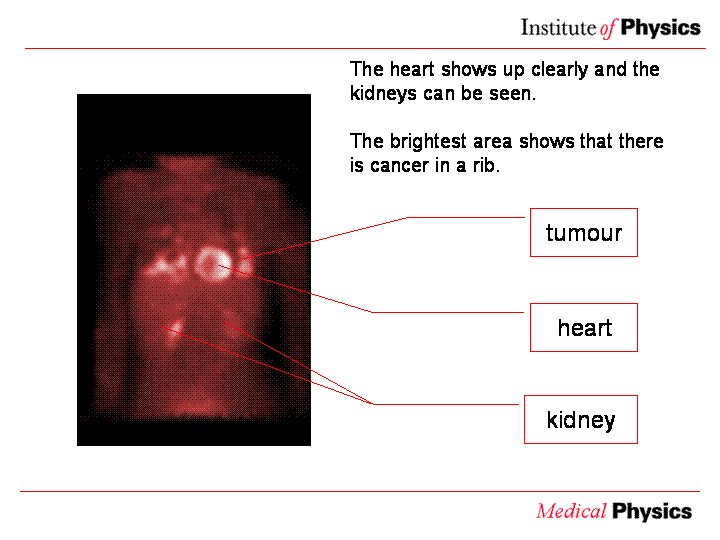 Institute of Physics
The heart shows up clearly and the
kidneys can be seen.
The brightest area shows that there
is cancer in a rib.
tumour
heart
kidney
Medical Physics